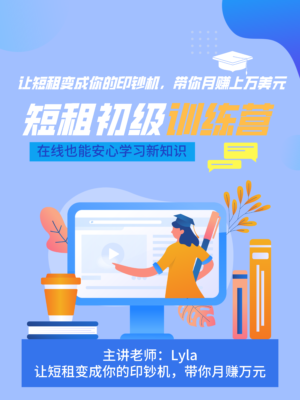 让短租变成你的印钞机，带你月赚上万美元
短租初级训练营
在线也能安心学习新知识
主讲老师：Lyla
让短租变成你的印钞机，带你月赚万元